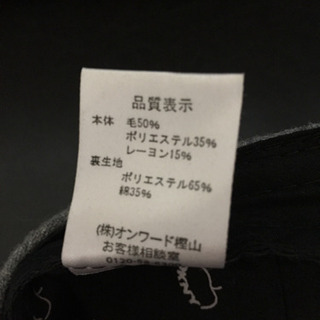 品質表示
本体 毛50%
ポリエステル35%
レーヨン15%
裏生地
ポリエステル65%
綿35%
(株)オンワード樫山
お客様相談室